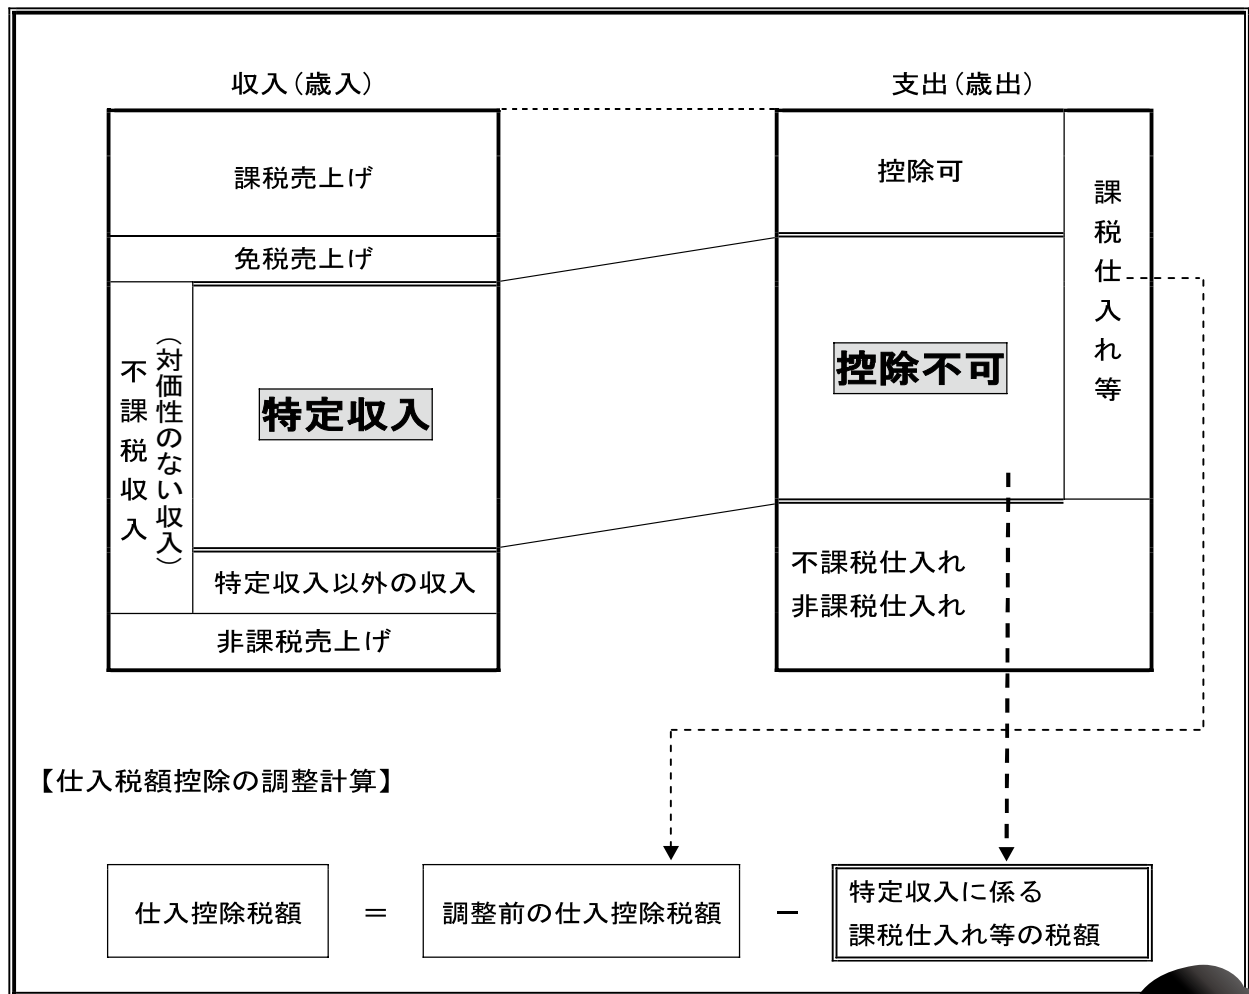 収入(歳入)
課税売上げ
免税売上げ
不課税収入
(対価性のない収入)
特定収入
特定収入以外の収入
非課税売上げ
支出(歳出)
控除可
控除不可
課税仕入れ等
不課税仕入れ
非課税仕入れ
【仕入税額控除の調整計算】
仕入控除税額 = 調整前の仕入控除税額 − 特定収入に係る
課税仕入れ等の税額